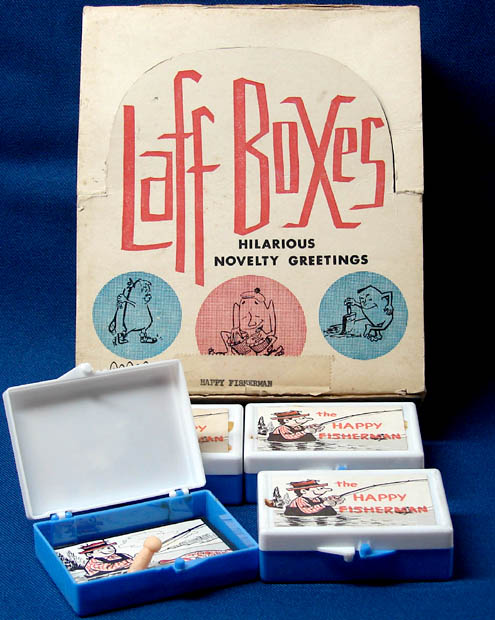 Laff Boxes
HILARIOUS
NOVELTY GREETINGS
HAPPY FISHERMAN
the
HAPPY
FISHERMAN
the
HAPPY
FISHERMAN